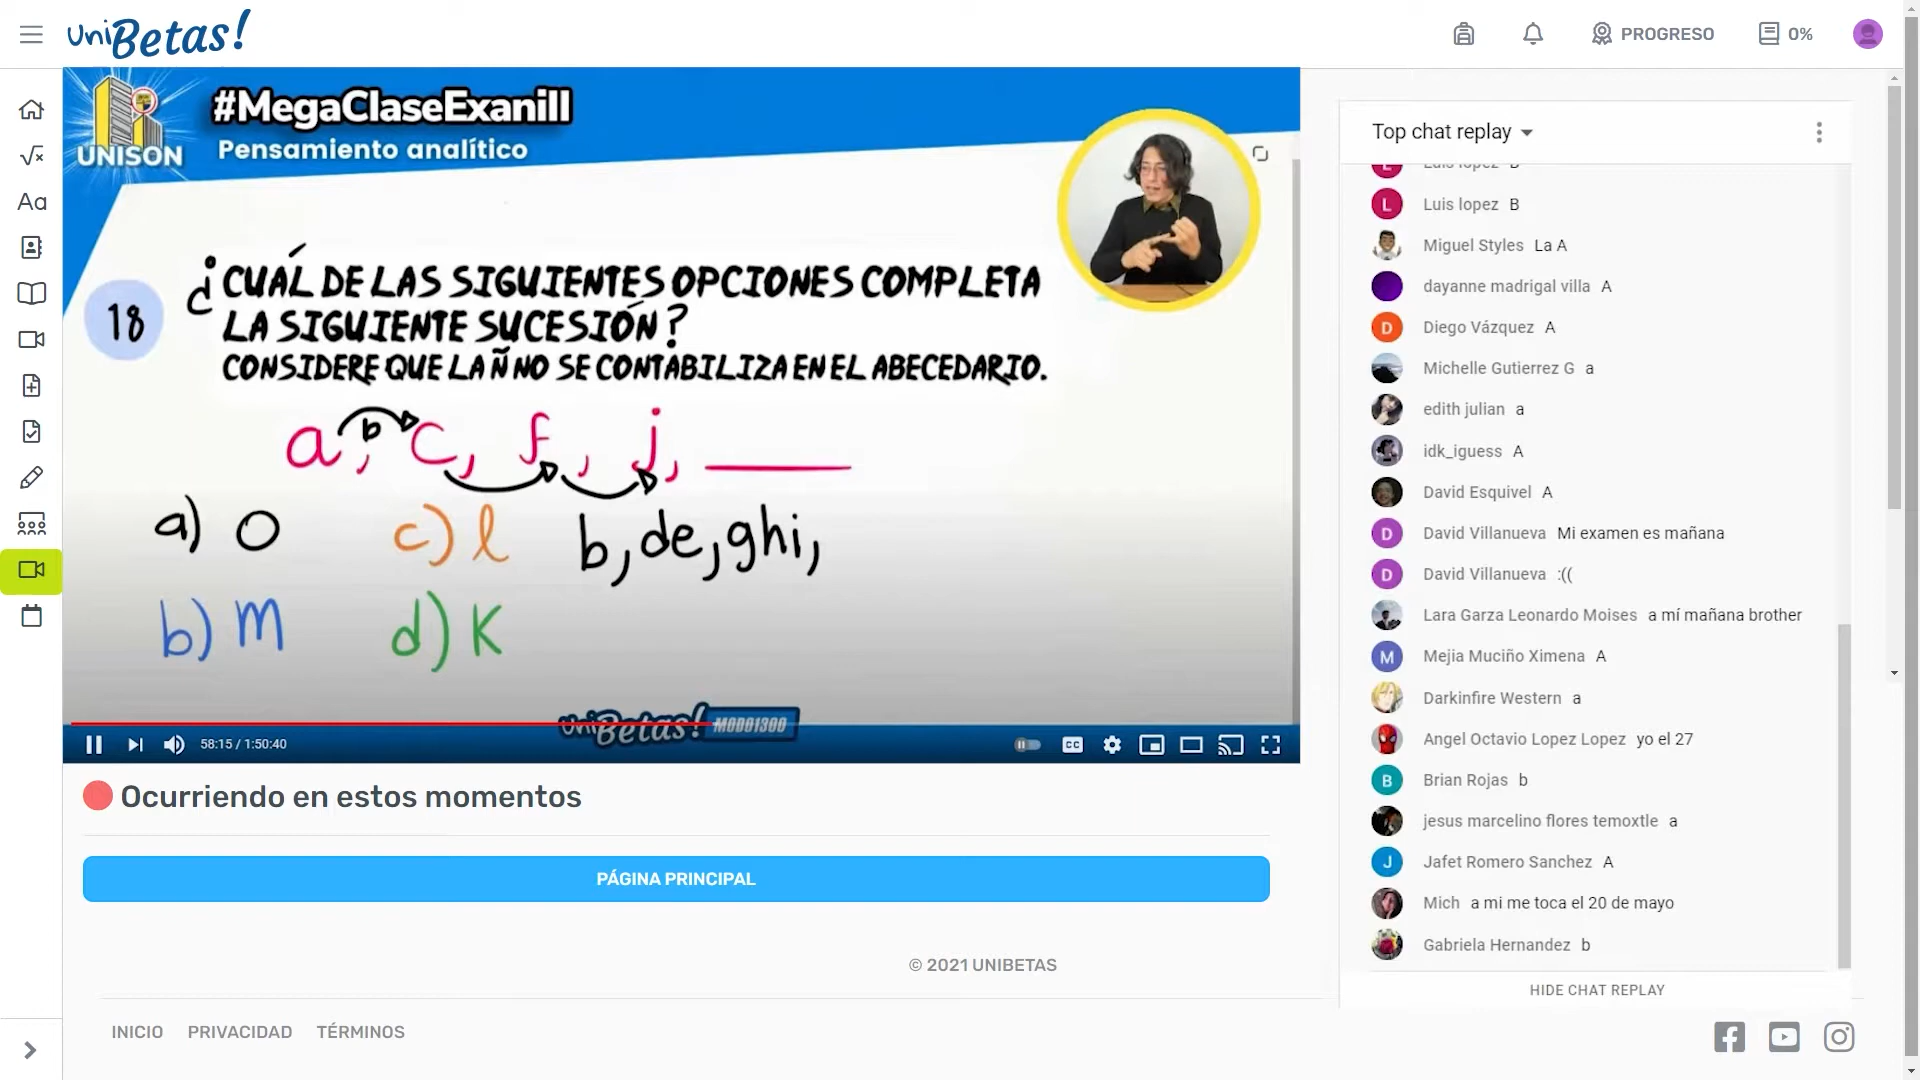 UniBetas!
PROGRESO
0%
UNISON
#MegaClaseExanill
Pensamiento analítico
18
¿CUÁL DE LAS SIGUIENTES OPCIONES COMPLETA
LA SIGUIENTE SUCESIÓN?
CONSIDERE QUE LA Ñ NO SE CONTABILIZA EN EL ABECEDARIO.
a, b c, f, j, ______
a) o
c) l
b, de, ghi,
b) m
d) k
UniBetas! MODO1300
58:15 / 1:50:40
CC
Ocurriendo en estos momentos
PÁGINA PRINCIPAL
© 2021 UNIBETAS
INICIO PRIVACIDAD TÉRMINOS
Top chat replay
Luis lopez B
L Luis lopez B
Miguel Styles La A
dayanne madrigal villa A
D Diego Vázquez A
Michelle Gutierrez G a
edith julian a
idk_iguess A
David Esquivel A
D David Villanueva Mi examen es mañana
D David Villanueva :((
Lara Garza Leonardo Moises a mí mañana brother
M Mejia Muciño Ximena A
Darkinfire Western a
Angel Octavio Lopez Lopez yo el 27
B Brian Rojas b
jesus marcelino flores temoxtle a
J Jafet Romero Sanchez A
Mich a mi me toca el 20 de mayo
Gabriela Hernandez b
HIDE CHAT REPLAY
Aa